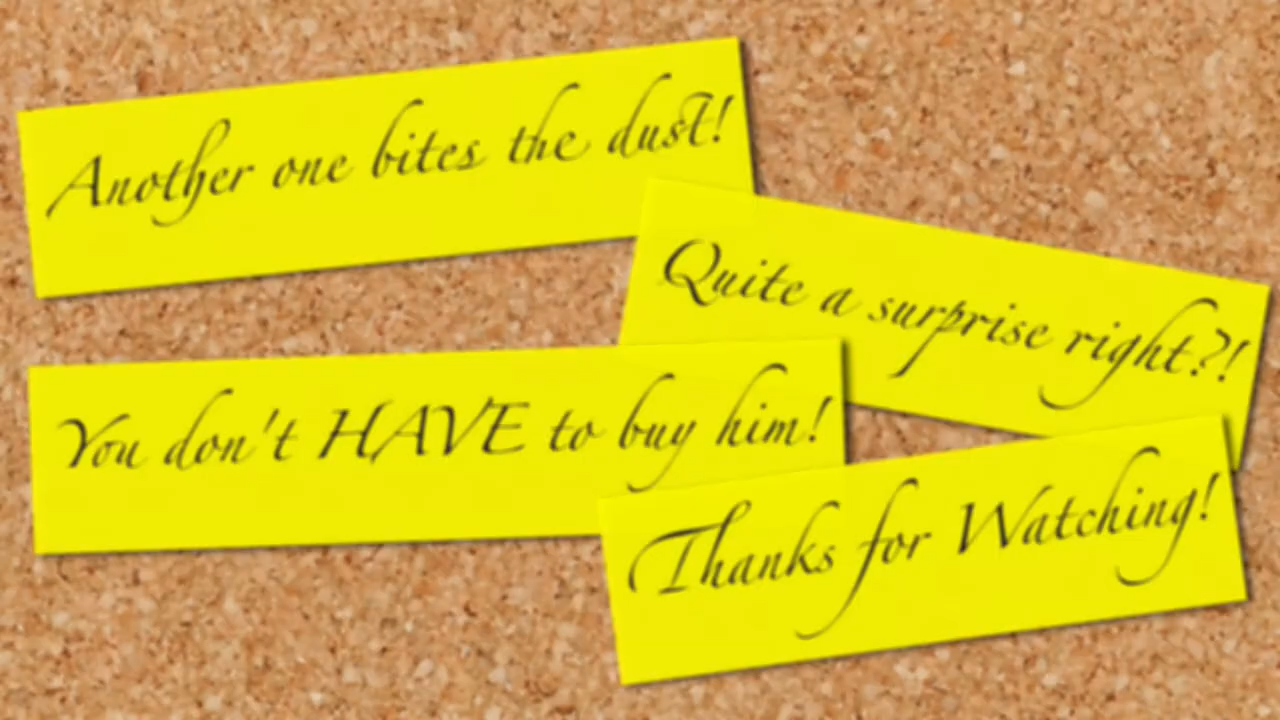 Another one bites the dust!
Quite a surprise right?!
You don't HAVE to buy him!
Thanks for Watching!